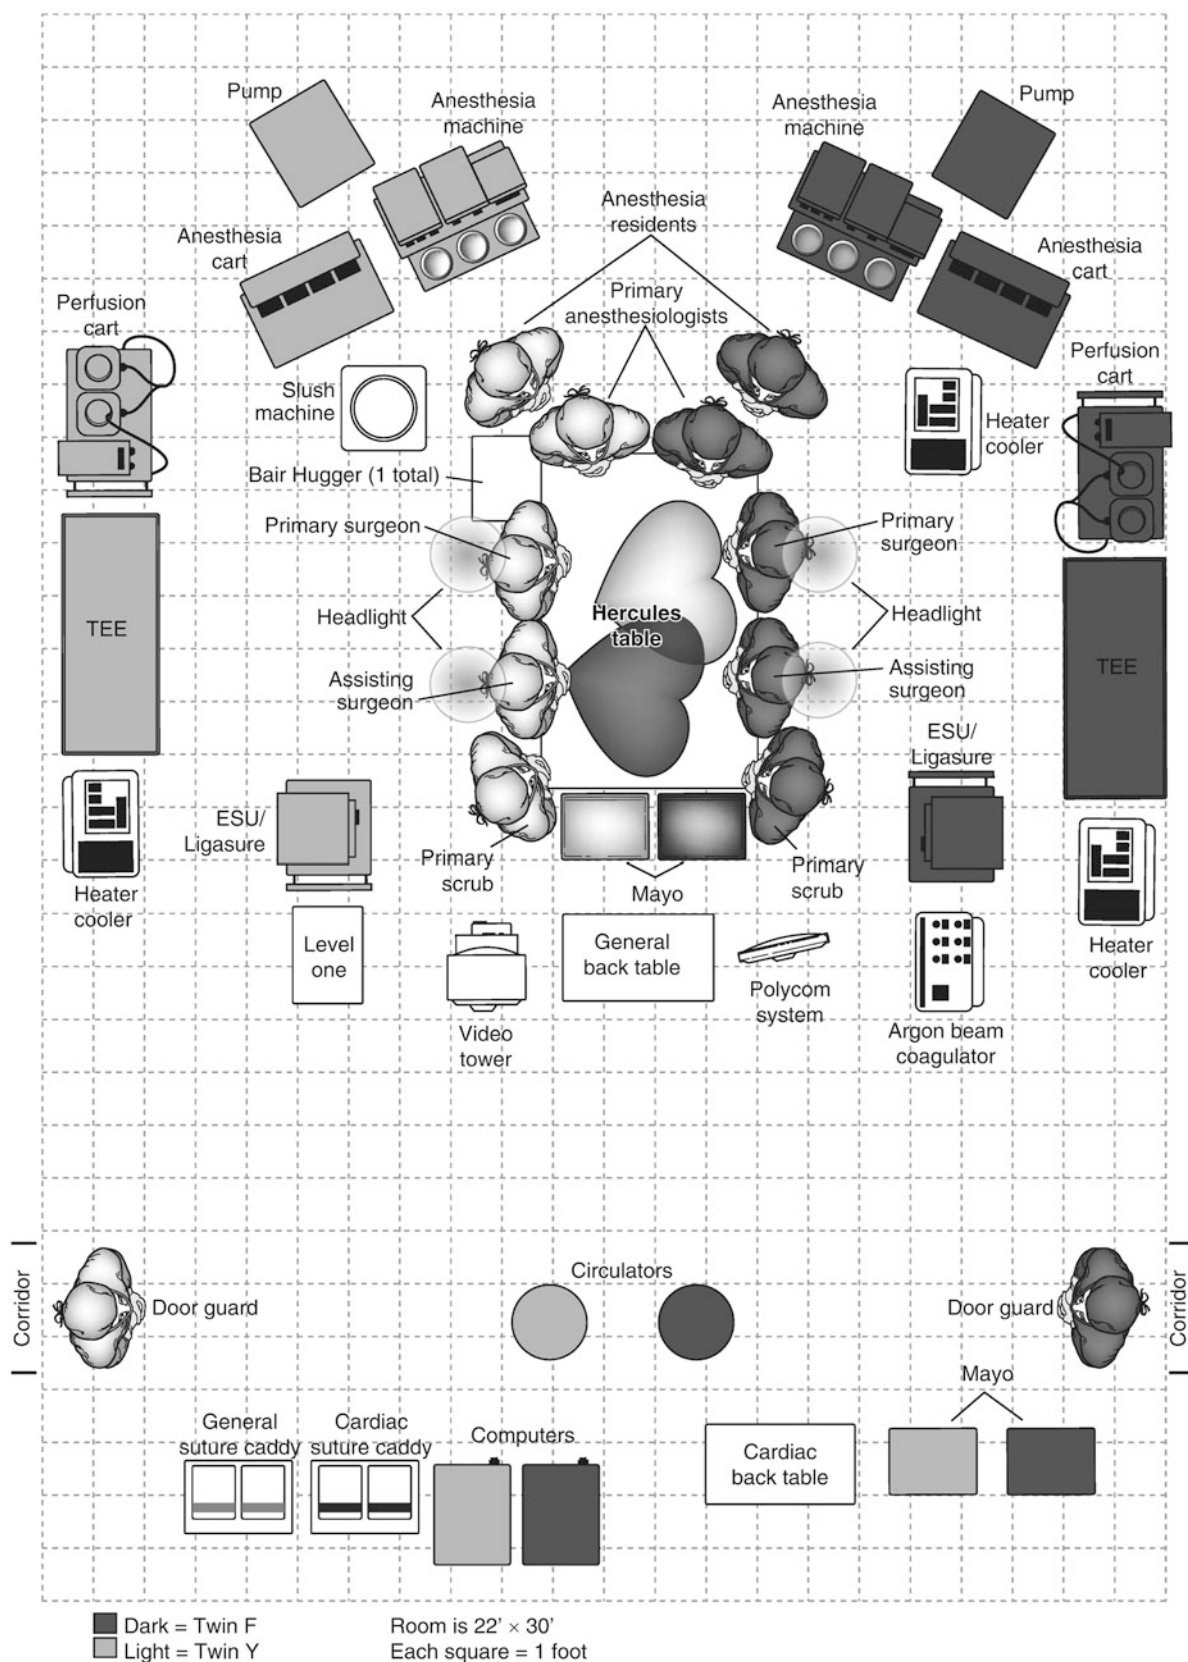 Pump
Anesthesia
machine
Anesthesia
machine
Pump
Anesthesia
residents
Anesthesia
cart
Anesthesia
cart
Primary
anesthesiologists
Perfusion
cart
Perfusion
cart
Slush
machine
Heater
cooler
Bair Hugger (1 total)
Primary surgeon
Primary
surgeon
Hercules
table
Headlight
Headlight
TEE
TEE
Assisting
surgeon
Assisting
surgeon
ESU/
Ligasure
ESU/
Ligasure
Primary
scrub
Primary
scrub
Mayo
Heater
cooler
Level
one
General
back table
Heater
cooler
Polycom
system
Video
tower
Argon beam
coagulator
Corridor
Door guard
Circulators
Door guard
Corridor
Mayo
General
suture caddy
Cardiac
suture caddy
Computers
Cardiac
back table
Dark = Twin F
Light = Twin Y
Room is 22' × 30'
Each square = 1 foot